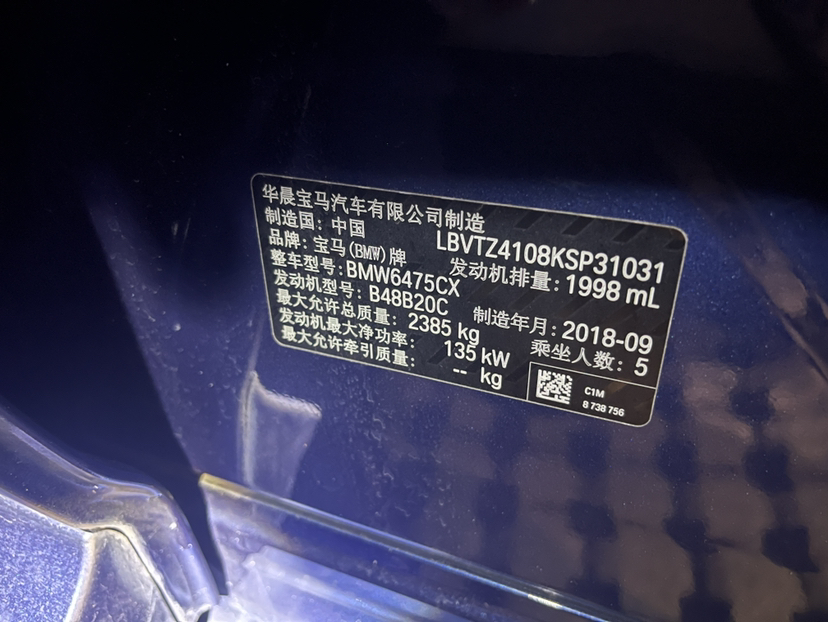 华晨宝马汽车有限公司制造
制造国: 中国 LBVTZ4108KSP31031
品牌: 宝马(BMW)牌 发动机排量: 1998 mL
整车型号: BMW6475CX
发动机型号: B48B20C 制造年月: 2018-09
最大允许总质量: 2385 kg 乘坐人数: 5
发动机最大净功率: 135 kW
最大允许牵引质量: -- kg
C1M
8 738 756